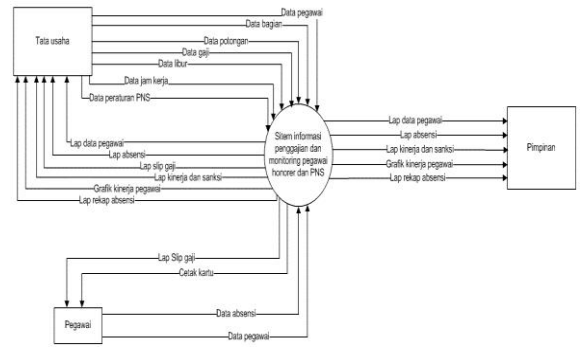 Data pegawai
Data bagian
Tata usaha
Data potongan
Data gaji
Data libur
Data jam kerja
Data peraturan PNS
Sitem informasi
penggajian dan
monitoring pegawai
honorer dan PNS
Lap data pegawai
Lap absensi
Lap kinerja dan sanksi
Grafik kinerja pegawai
Lap rekap absensi
Pimpinan
Lap data pegawai
Lap absensi
Lap slip gaji
Lap kinerja dan sanksi
Grafik kinerja pegawai
Lap rekap absensi
Lap Slip gaji
Cetak kartu
Pegawai
Data absensi
Data pegawai